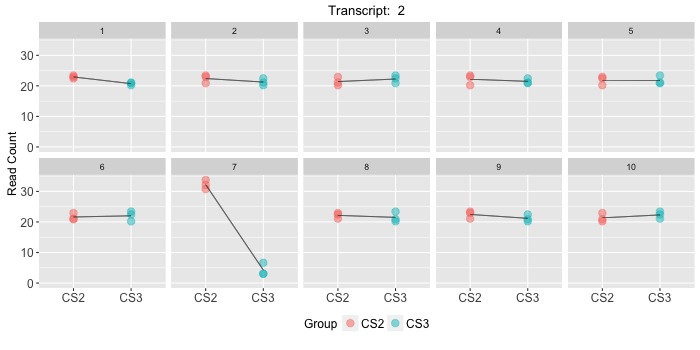 Transcript: 2
1 2 3 4 5
30
20
10
0
Read Count
6 7 8 9 10
30
20
10
0
CS2 CS3 CS2 CS3 CS2 CS3 CS2 CS3 CS2 CS3
Group CS2 CS3